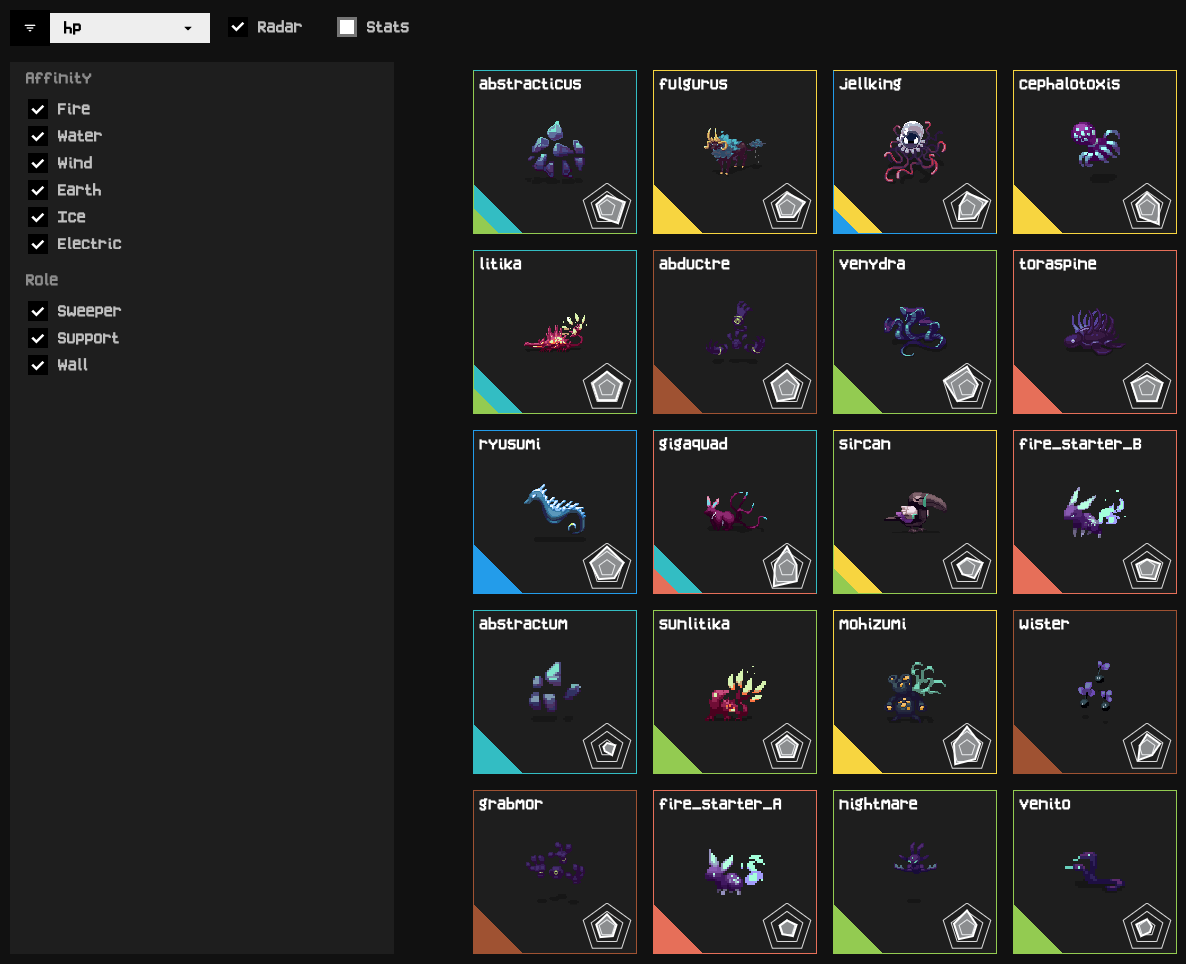 hp
Radar
Stats
Affinity
Fire
Water
Wind
Earth
Ice
Electric
Role
Sweeper
Support
Wall
abstracticus
fulgurus
jellking
cephalotoxis
litika
abductre
venydra
toraspine
ryusumi
gigaquad
sircan
fire_starter_B
abstractum
sunlitika
mohizumi
wister
grabmor
fire_starter_A
nightmare
venito